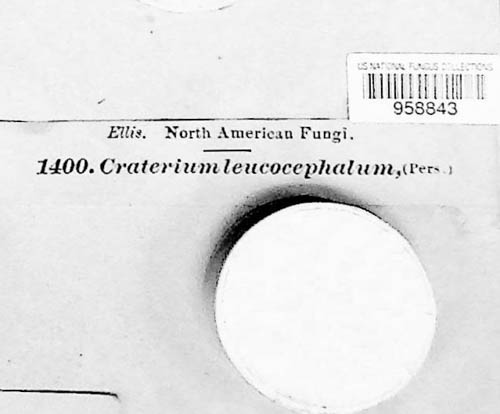 US NATIONAL FUNGUS COLLECTIONS
958843
Ellis. North American Fungi.
1400. Craterium leucocephalum, (Pers.)